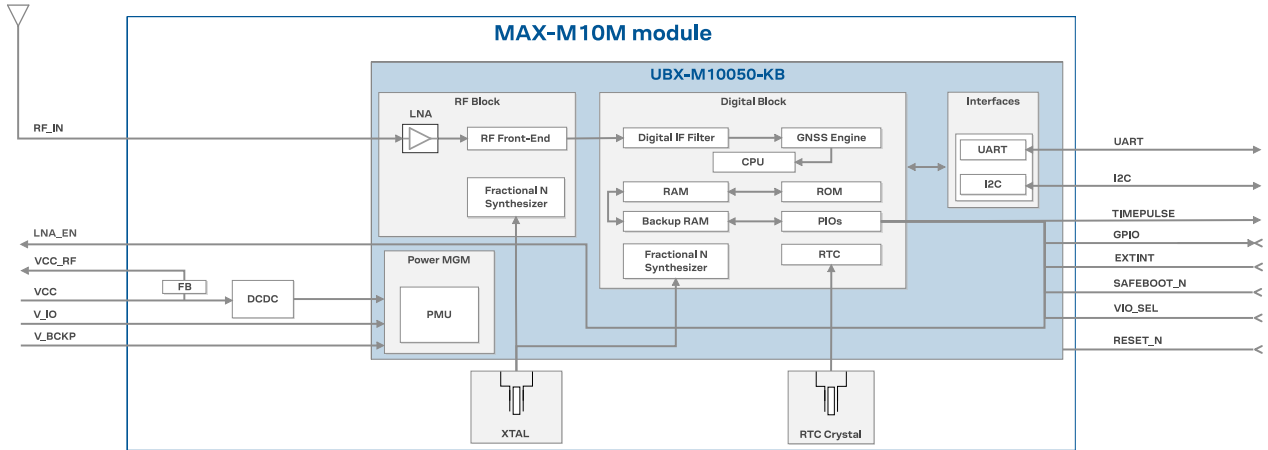 MAX-M10M module
UBX-M10050-KB
RF Block
Digital Block
Interfaces
LNA
RF_IN
RF Front-End
Digital IF Filter
GNSS Engine
UART
UART
CPU
I2C
I2C
Fractional N
Synthesizer
RAM
ROM
Backup RAM
PIOs
TIMEPULSE
LNA_EN
GPIO
Fractional N
Synthesizer
RTC
EXTINT
VCC_RF
Power MGM
FB
SAFEBOOT_N
VCC
DCDC
PMU
VIO_SEL
V_IO
V_BCKP
RESET_N
XTAL
RTC Crystal